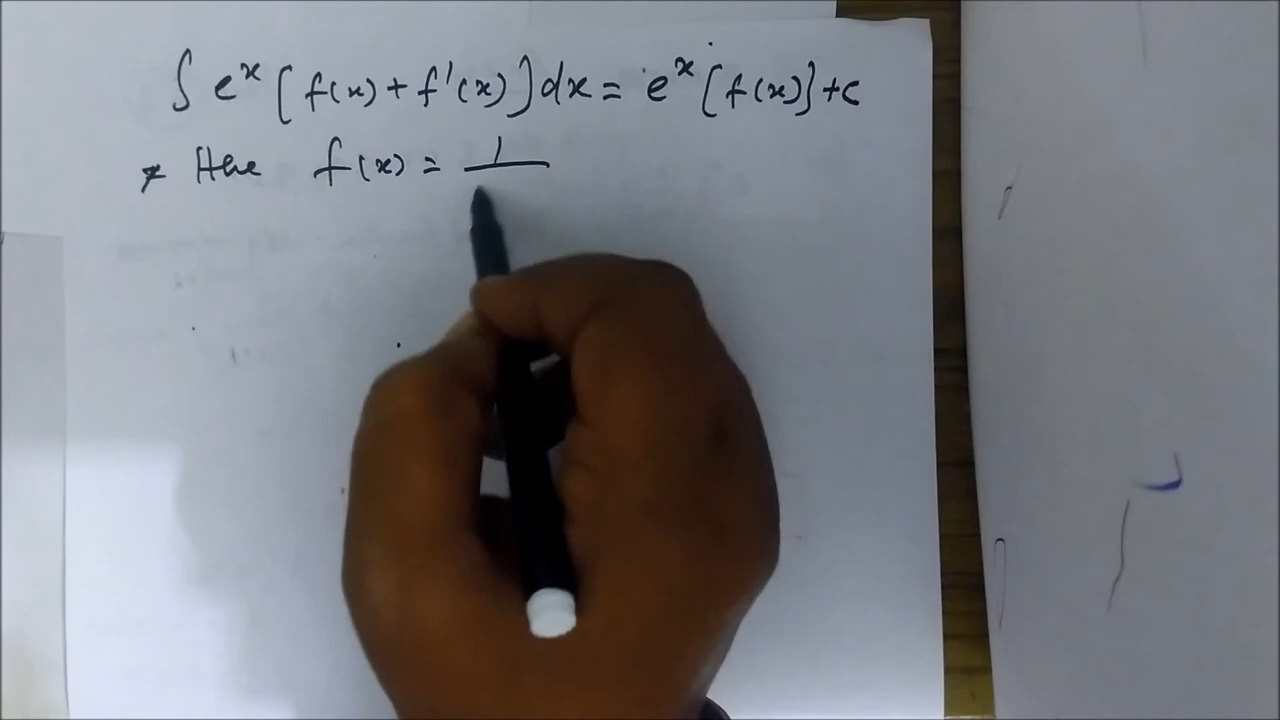 ∫ e^x [f(x) + f'(x)] dx = e^x [f(x)] + c
* Here f(x) = 1/